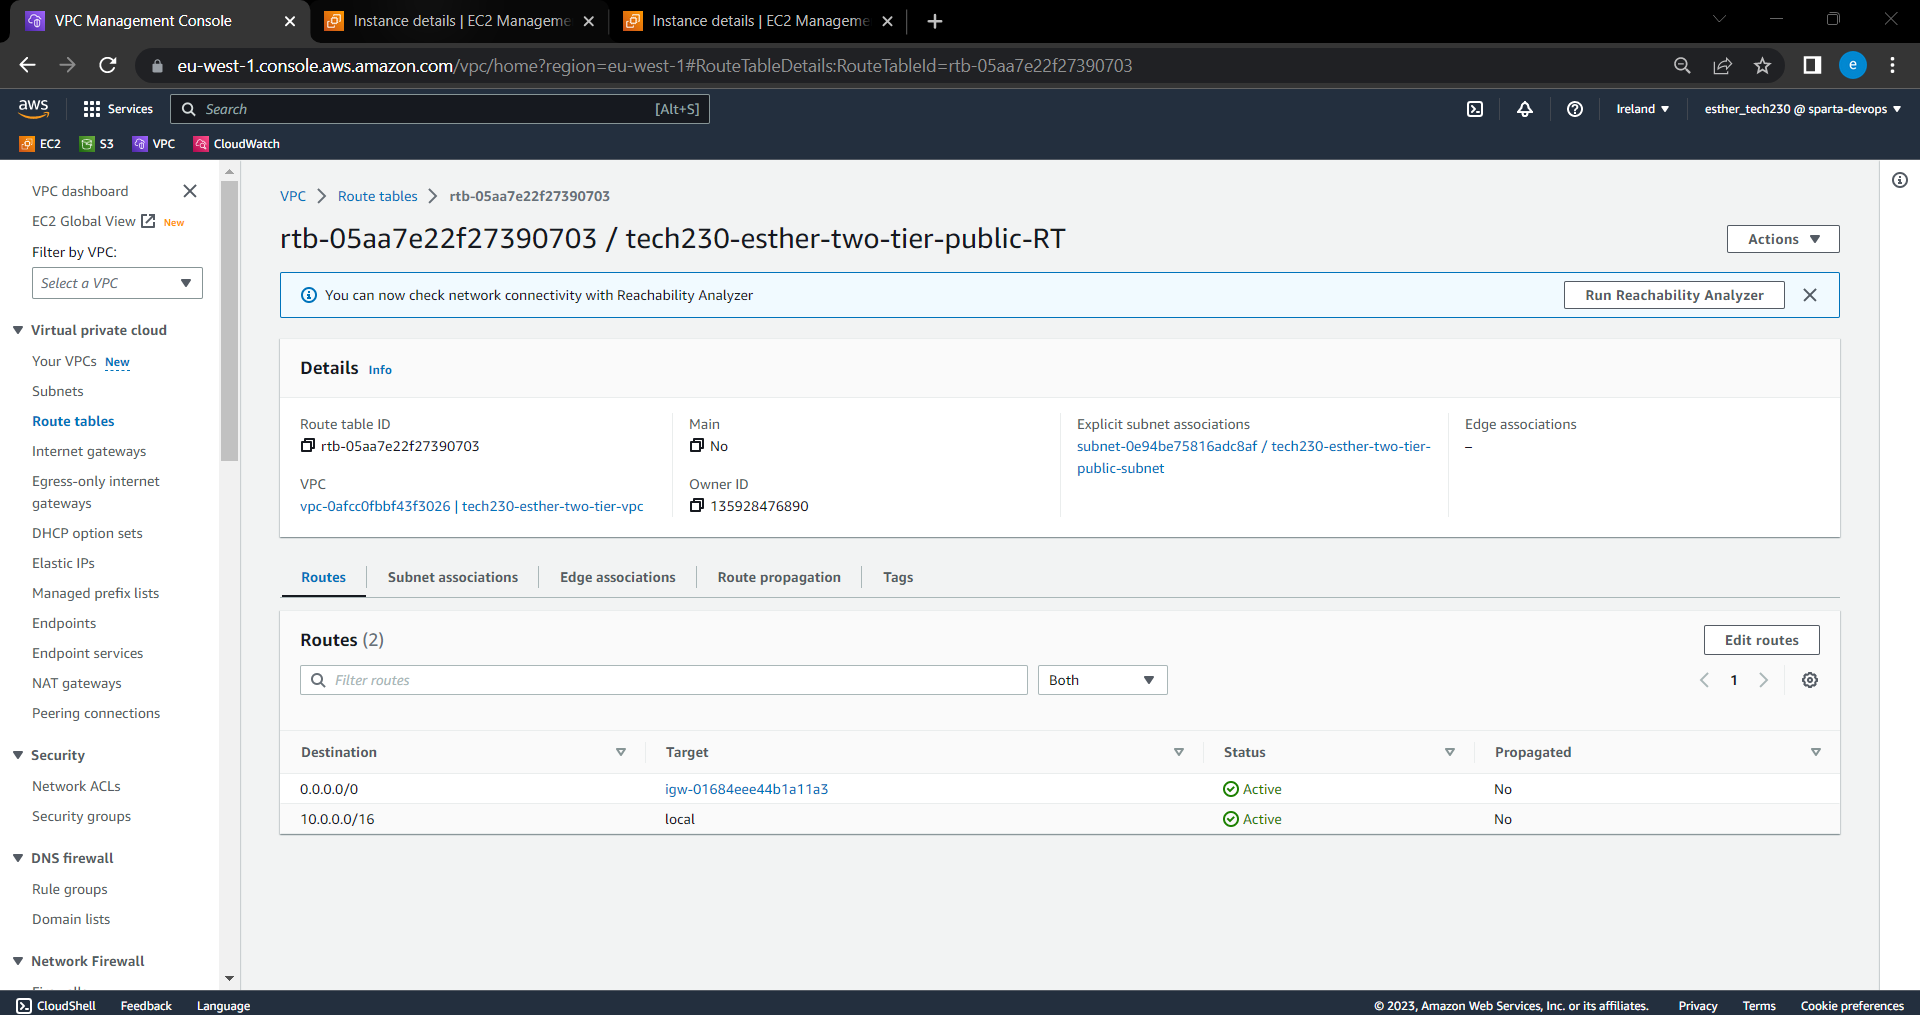 VPC Management Console
Instance details | EC2 Manageme
Instance details | EC2 Manageme
eu-west-1.console.aws.amazon.com/vpc/home?region=eu-west-1#RouteTableDetails:RouteTableId=rtb-05aa7e22f27390703
e
aws
Services
Search
[Alt+S]
Ireland
esther_tech230 @ sparta-devops
EC2
S3
VPC
CloudWatch
VPC dashboard
EC2 Global View
New
Filter by VPC:
Select a VPC
Virtual private cloud
Your VPCs New
Subnets
Route tables
Internet gateways
Egress-only internet
gateways
DHCP option sets
Elastic IPs
Managed prefix lists
Endpoints
Endpoint services
NAT gateways
Peering connections
Security
Network ACLs
Security groups
DNS firewall
Rule groups
Domain lists
Network Firewall
VPC > Route tables > rtb-05aa7e22f27390703
rtb-05aa7e22f27390703 / tech230-esther-two-tier-public-RT
Actions
You can now check network connectivity with Reachability Analyzer
Run Reachability Analyzer
Details Info
Route table ID
rtb-05aa7e22f27390703
VPC
vpc-0afcc0fbbf43f3026 | tech230-esther-two-tier-vpc
Main
No
Owner ID
135928476890
Explicit subnet associations
subnet-0e94be75816adc8af / tech230-esther-two-tier-
public-subnet
Edge associations
–
Routes
Subnet associations
Edge associations
Route propagation
Tags
Routes (2)
Edit routes
Filter routes
Both
1
Destination Target Status Propagated
0.0.0.0/0 igw-01684eee44b1a11a3 Active No
10.0.0.0/16 local Active No
CloudShell
Feedback
Language
© 2023, Amazon Web Services, Inc. or its affiliates.
Privacy
Terms
Cookie preferences